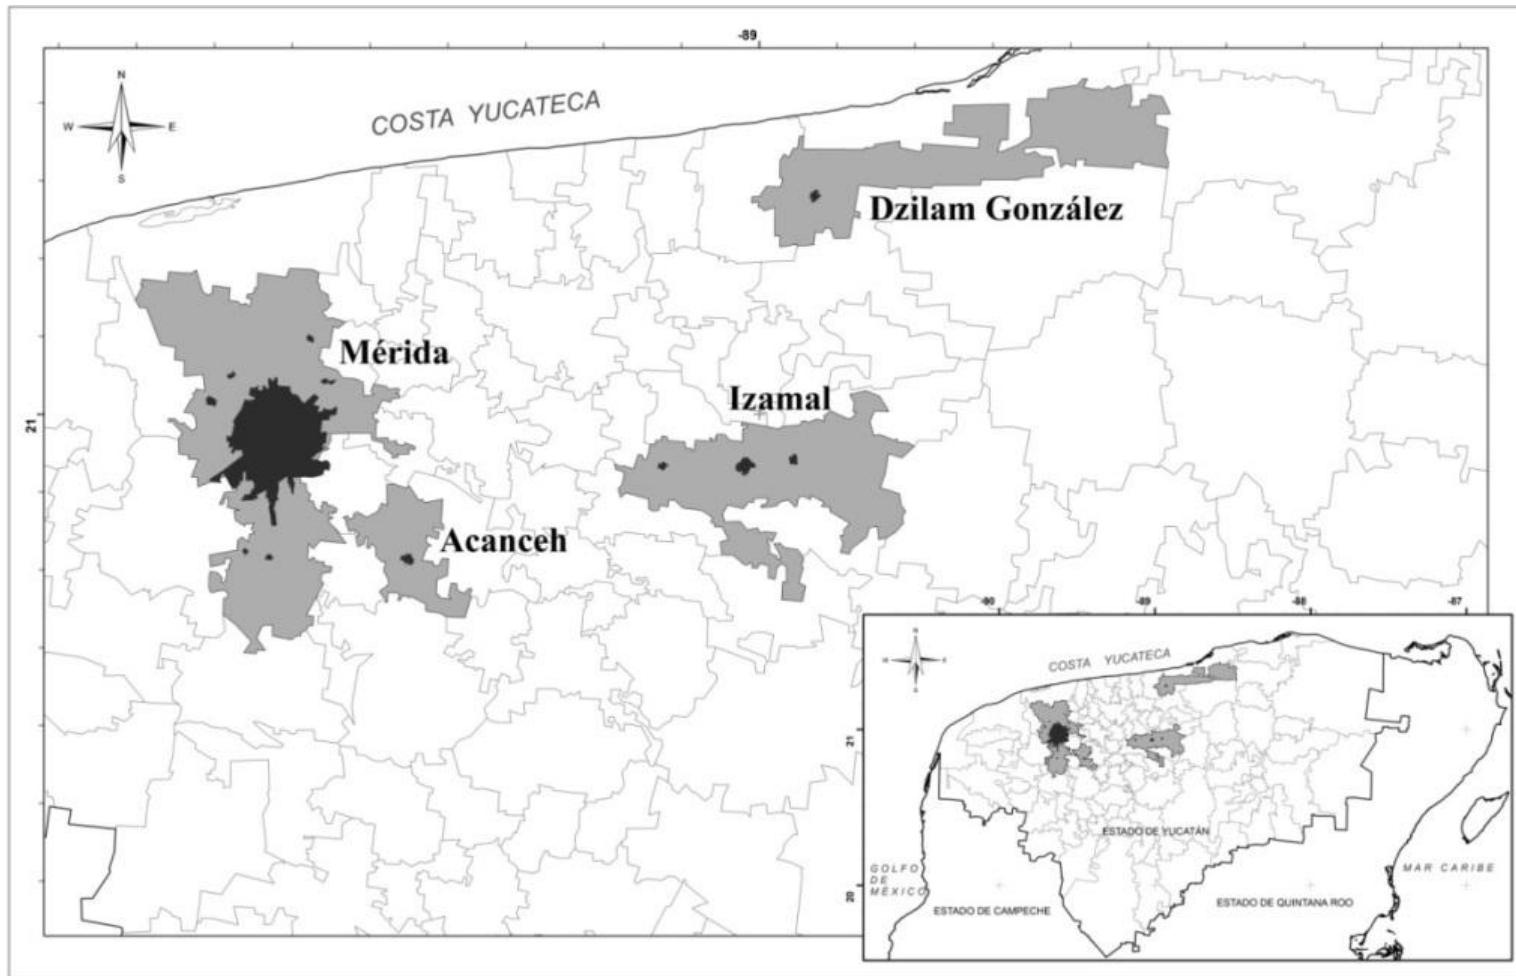 -89
N
W E
S
COSTA YUCATECA
Dzilam González
Mérida
Izamal
21
Acanceh
-90 -89 -88 -87
N
COSTA YUCATECA
21
ESTADO DE YUCATÁN
GOLFO
DE
MÉXICO
MAR CARIBE
20
ESTADO DE CAMPECHE
ESTADO DE QUINTANA ROO